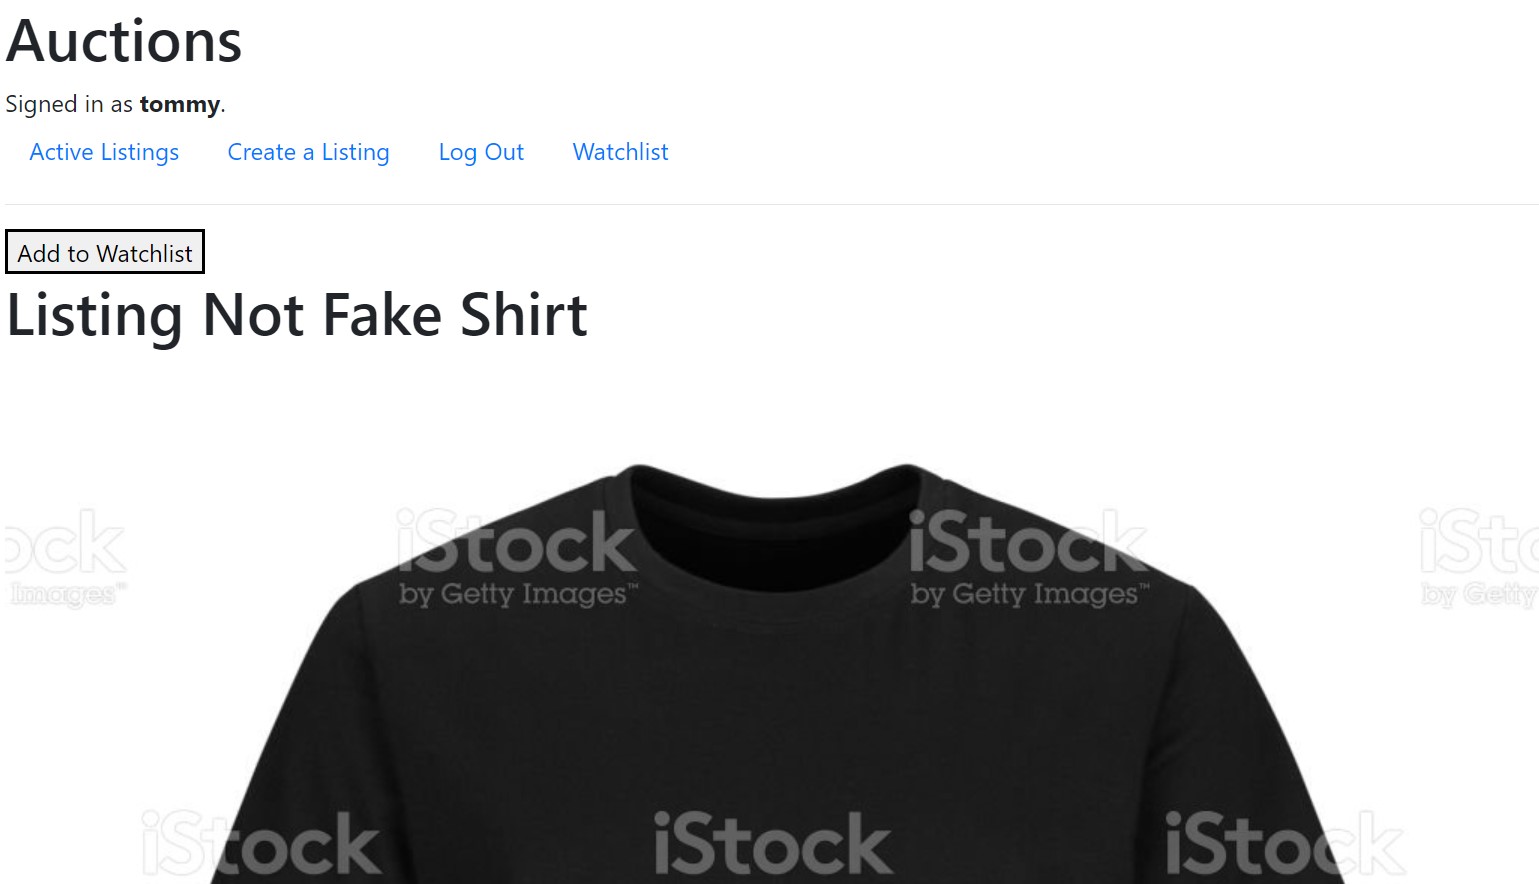 Auctions
Signed in as tommy.
Active Listings Create a Listing Log Out Watchlist
Add to Watchlist
Listing Not Fake Shirt
ock iStock iStock iSto
Images™ by Getty Images™ by Getty Images™ by Getty
iStock iStock iStock